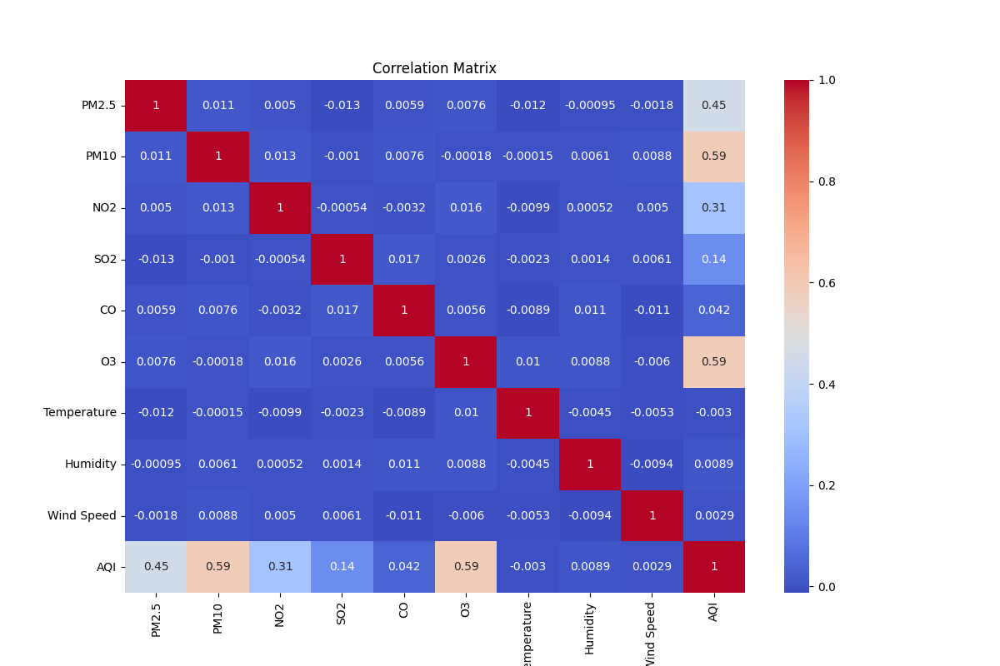 Correlation Matrix
PM2.5 1 0.011 0.005 -0.013 0.0059 0.0076 -0.012 -0.00095 -0.0018 0.45
PM10 0.011 1 0.013 -0.001 0.0076 -0.00018 -0.00015 0.0061 0.0088 0.59
NO2 0.005 0.013 1 -0.00054 -0.0032 0.016 -0.0099 0.00052 0.005 0.31
SO2 -0.013 -0.001 -0.00054 1 0.017 0.0026 -0.0023 0.0014 0.0061 0.14
CO 0.0059 0.0076 -0.0032 0.017 1 0.0056 -0.0089 0.011 -0.011 0.042
O3 0.0076 -0.00018 0.016 0.0026 0.0056 1 0.01 0.0088 -0.006 0.59
Temperature -0.012 -0.00015 -0.0099 -0.0023 -0.0089 0.01 1 -0.0045 -0.0053 -0.003
Humidity -0.00095 0.0061 0.00052 0.0014 0.011 0.0088 -0.0045 1 -0.0094 0.0089
Wind Speed -0.0018 0.0088 0.005 0.0061 -0.011 -0.006 -0.0053 -0.0094 1 0.0029
AQI 0.45 0.59 0.31 0.14 0.042 0.59 -0.003 0.0089 0.0029 1
PM2.5 PM10 NO2 SO2 CO O3 emperature Humidity Wind Speed AQI
1.0
0.8
0.6
0.4
0.2
0.0